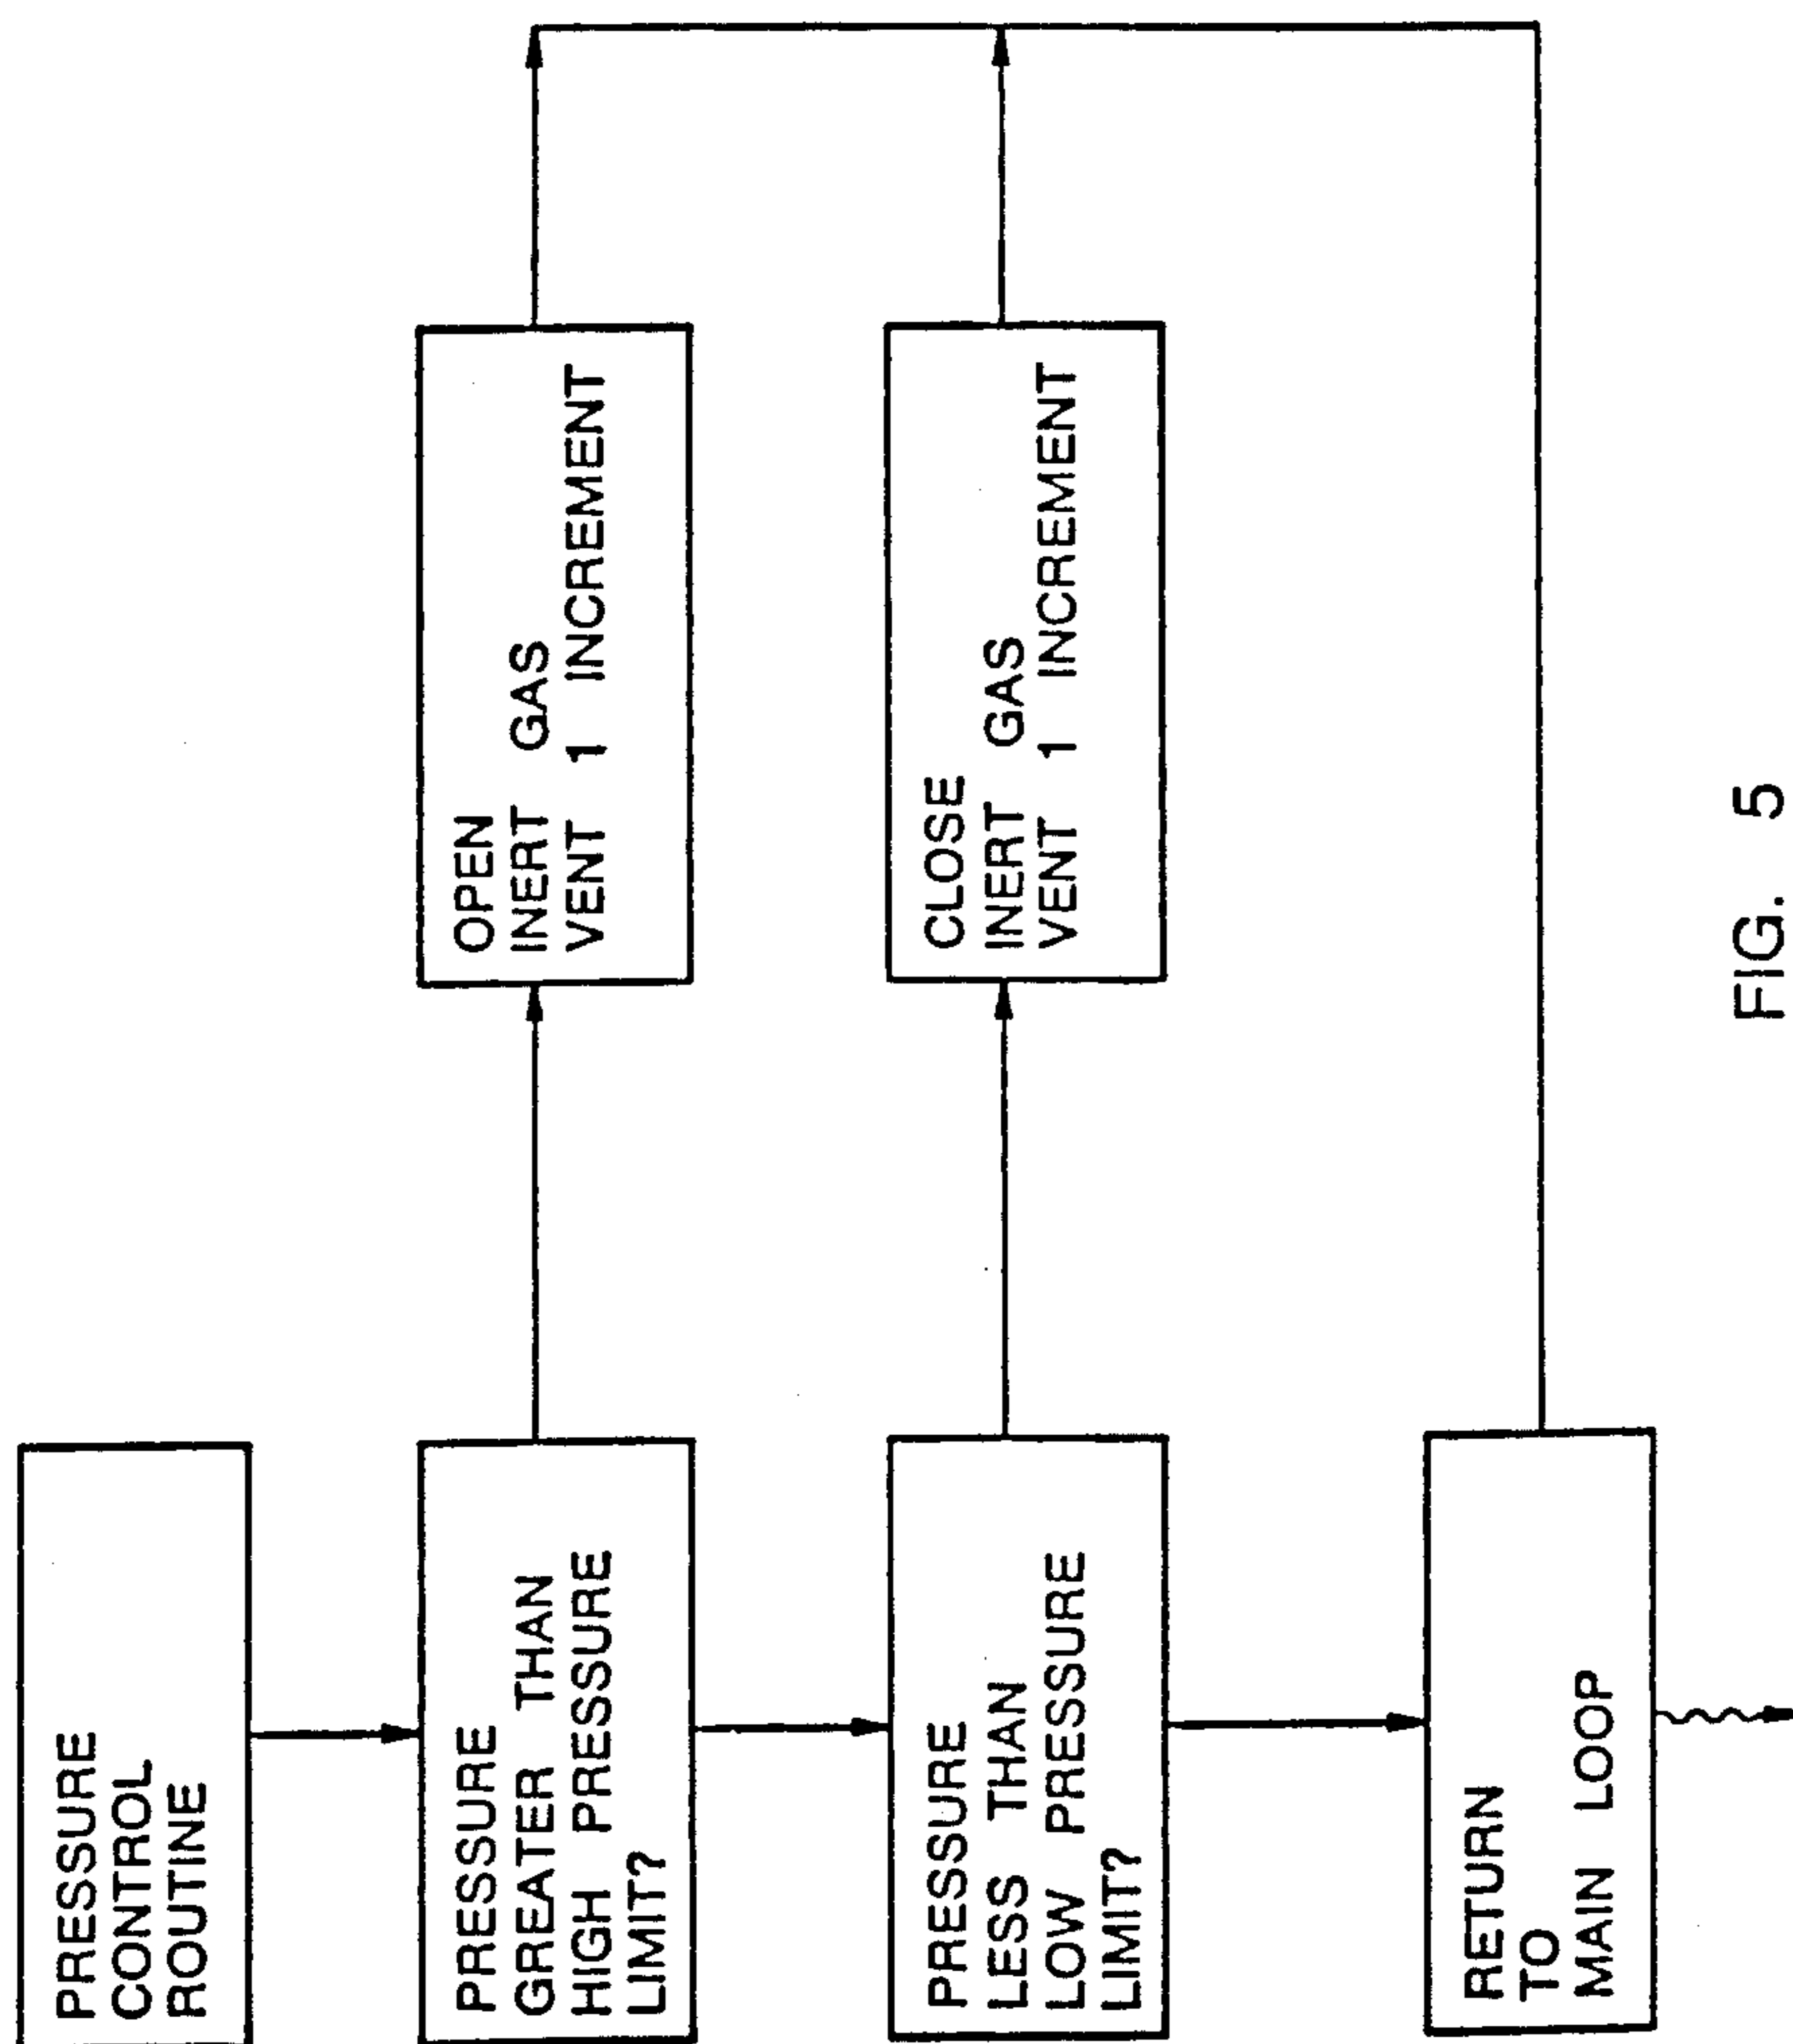 PRESSURE
CONTROL
ROUTINE
PRESSURE
GREATER THAN
HIGH PRESSURE
LIMIT?
OPEN
INERT GAS
VENT 1 INCREMENT
PRESSURE
LESS THAN
LOW PRESSURE
LIMIT?
CLOSE
INERT GAS
VENT 1 INCREMENT
RETURN
TO
MAIN LOOP
FIG. 5